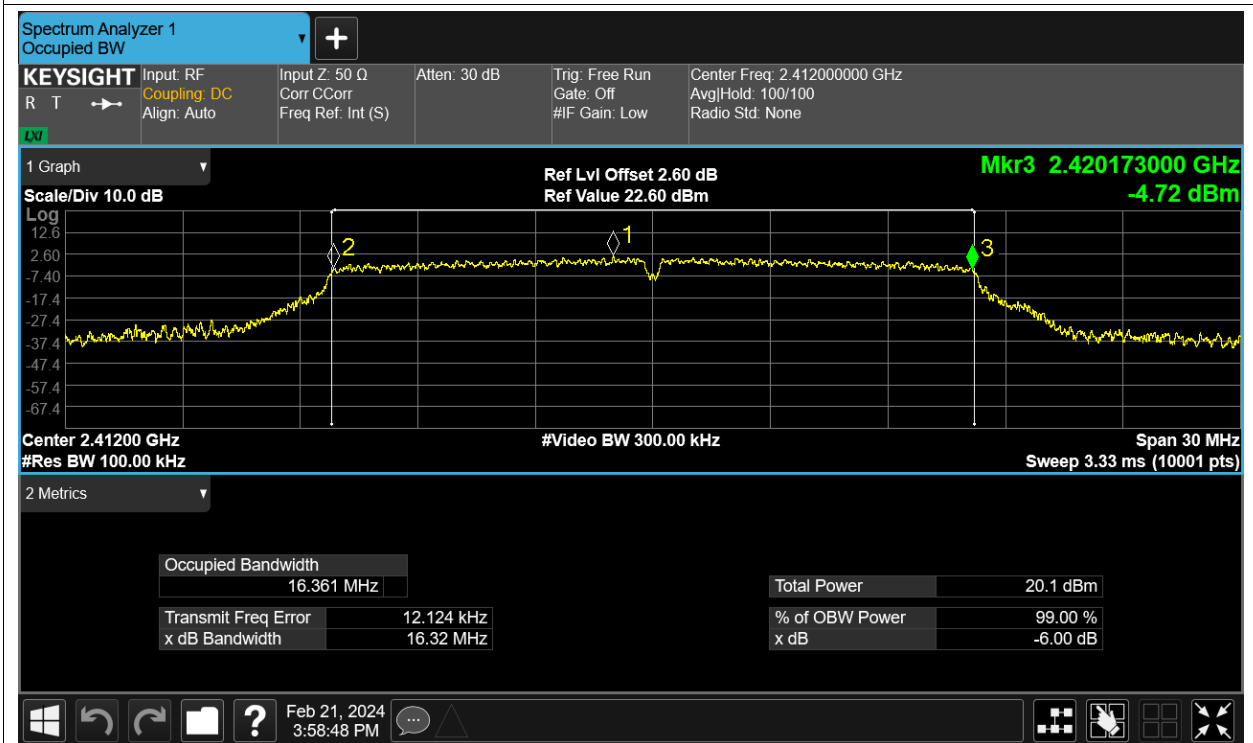 Spectrum Analyzer 1
Occupied BW
KEYSIGHT
R T
LXI
Input: RF
Coupling: DC
Align: Auto
Input Z: 50 Ω
Corr CCorr
Freq Ref: Int (S)
Atten: 30 dB
Trig: Free Run
Gate: Off
#IF Gain: Low
Center Freq: 2.412000000 GHz
Avg|Hold: 100/100
Radio Std: None
1 Graph
Scale/Div 10.0 dB
Ref Lvl Offset 2.60 dB
Ref Value 22.60 dBm
Mkr3 2.420173000 GHz
-4.72 dBm
Log
12.6
2.60
-7.40
-17.4
-27.4
-37.4
-47.4
-57.4
-67.4
2
1
3
Center 2.41200 GHz
#Res BW 100.00 kHz
#Video BW 300.00 kHz
Span 30 MHz
Sweep 3.33 ms (10001 pts)
2 Metrics
Occupied Bandwidth
16.361 MHz
Transmit Freq Error 12.124 kHz
x dB Bandwidth 16.32 MHz
Total Power 20.1 dBm
% of OBW Power 99.00 %
x dB -6.00 dB
?
Feb 21, 2024
3:58:48 PM